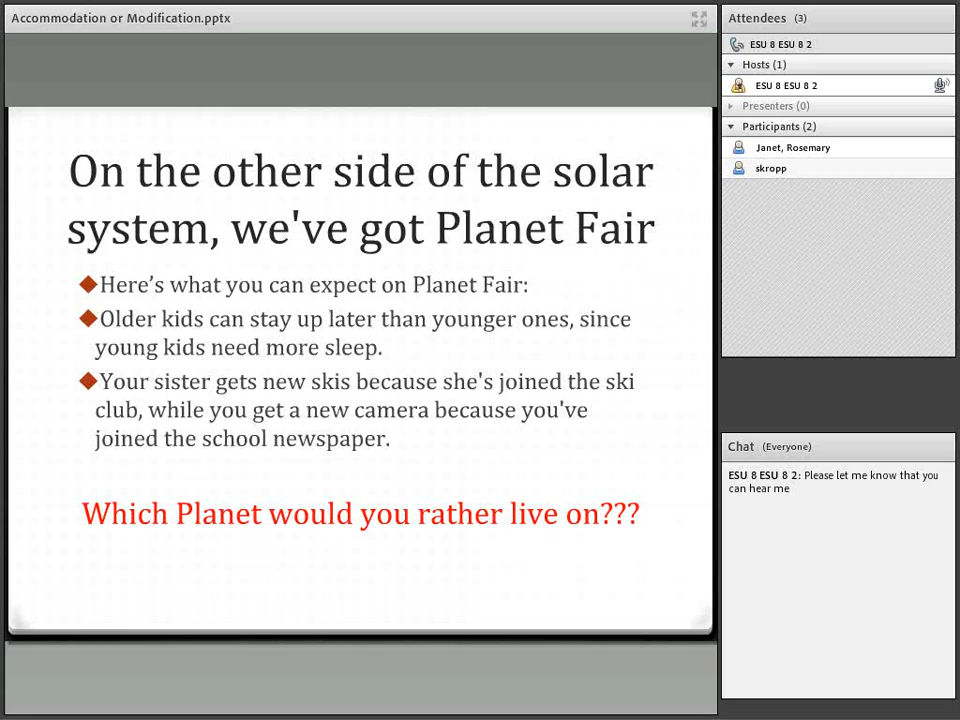 Accommodation or Modification.pptx
On the other side of the solar
system, we've got Planet Fair
Here’s what you can expect on Planet Fair:
Older kids can stay up later than younger ones, since
young kids need more sleep.
Your sister gets new skis because she's joined the ski
club, while you get a new camera because you've
joined the school newspaper.
Which Planet would you rather live on???
Attendees (3)
ESU 8 ESU 8 2
Hosts (1)
ESU 8 ESU 8 2
Presenters (0)
Participants (2)
Janet, Rosemary
skropp
Chat (Everyone)
ESU 8 ESU 8 2: Please let me know that you
can hear me